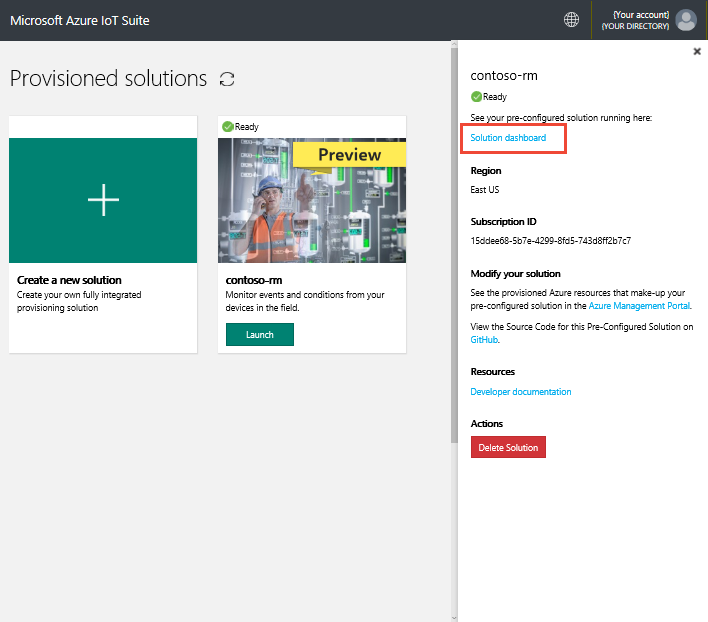 Microsoft Azure IoT Suite
{Your account}
{YOUR DIRECTORY}
Provisioned solutions
Create a new solution
Create your own fully integrated
provisioning solution
Ready
Preview
contoso-rm
Monitor events and conditions from your
devices in the field.
Launch
contoso-rm
Ready
See your pre-configured solution running here:
Solution dashboard
Region
East US
Subscription ID
15ddee68-5b7e-4299-8fd5-743d8ff2b7c7
Modify your solution
See the provisioned Azure resources that make-up your
pre-configured solution in the Azure Management Portal.
View the Source Code for this Pre-Configured Solution on
GitHub.
Resources
Developer documentation
Actions
Delete Solution